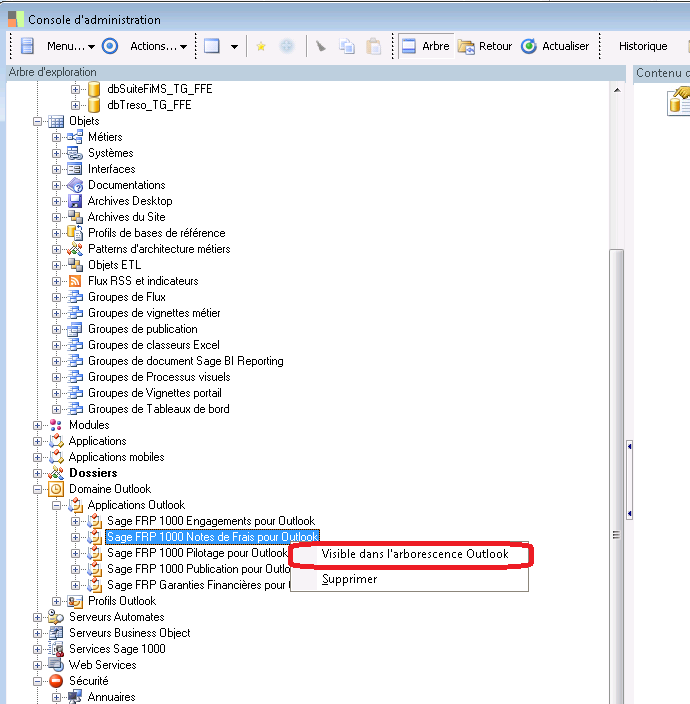 Console d'administration
Menu... Actions... Arbre Retour Actualiser Historique
Arbre d'exploration
Contenu d
dbSuiteFiMS_TG_FFE
dbTreso_TG_FFE
Objets
Métiers
Systèmes
Interfaces
Documentations
Archives Desktop
Archives du Site
Profils de bases de référence
Patterns d'architecture métiers
Objets ETL
Flux RSS et indicateurs
Groupes de Flux
Groupes de vignettes métier
Groupes de publication
Groupes de classeurs Excel
Groupes de document Sage BI Reporting
Groupes de Processus visuels
Groupes de Vignettes portail
Groupes de Tableaux de bord
Modules
Applications
Applications mobiles
Dossiers
Domaine Outlook
Applications Outlook
Sage FRP 1000 Engagements pour Outlook
Sage FRP 1000 Notes de Frais pour Outlook
Sage FRP 1000 Pilotage pour Outlook
Visible dans l'arborescence Outlook
Sage FRP 1000 Publication pour Outlo
Supprimer
Sage FRP Garanties Financières pour
Profils Outlook
Serveurs Automates
Serveurs Business Object
Services Sage 1000
Web Services
Sécurité
Annuaires